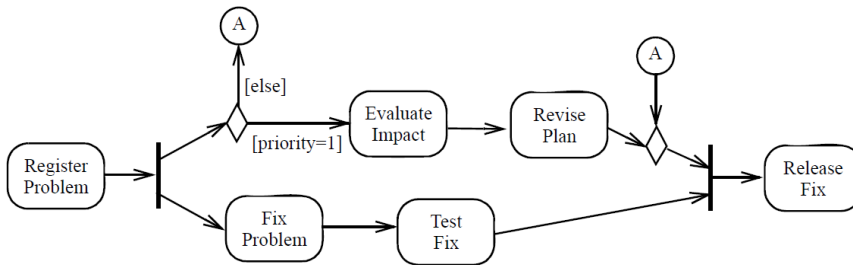 A
A
[else]
Evaluate
Impact
Revise
Plan
[priority=1]
Register
Problem
Release
Fix
Fix
Problem
Test
Fix